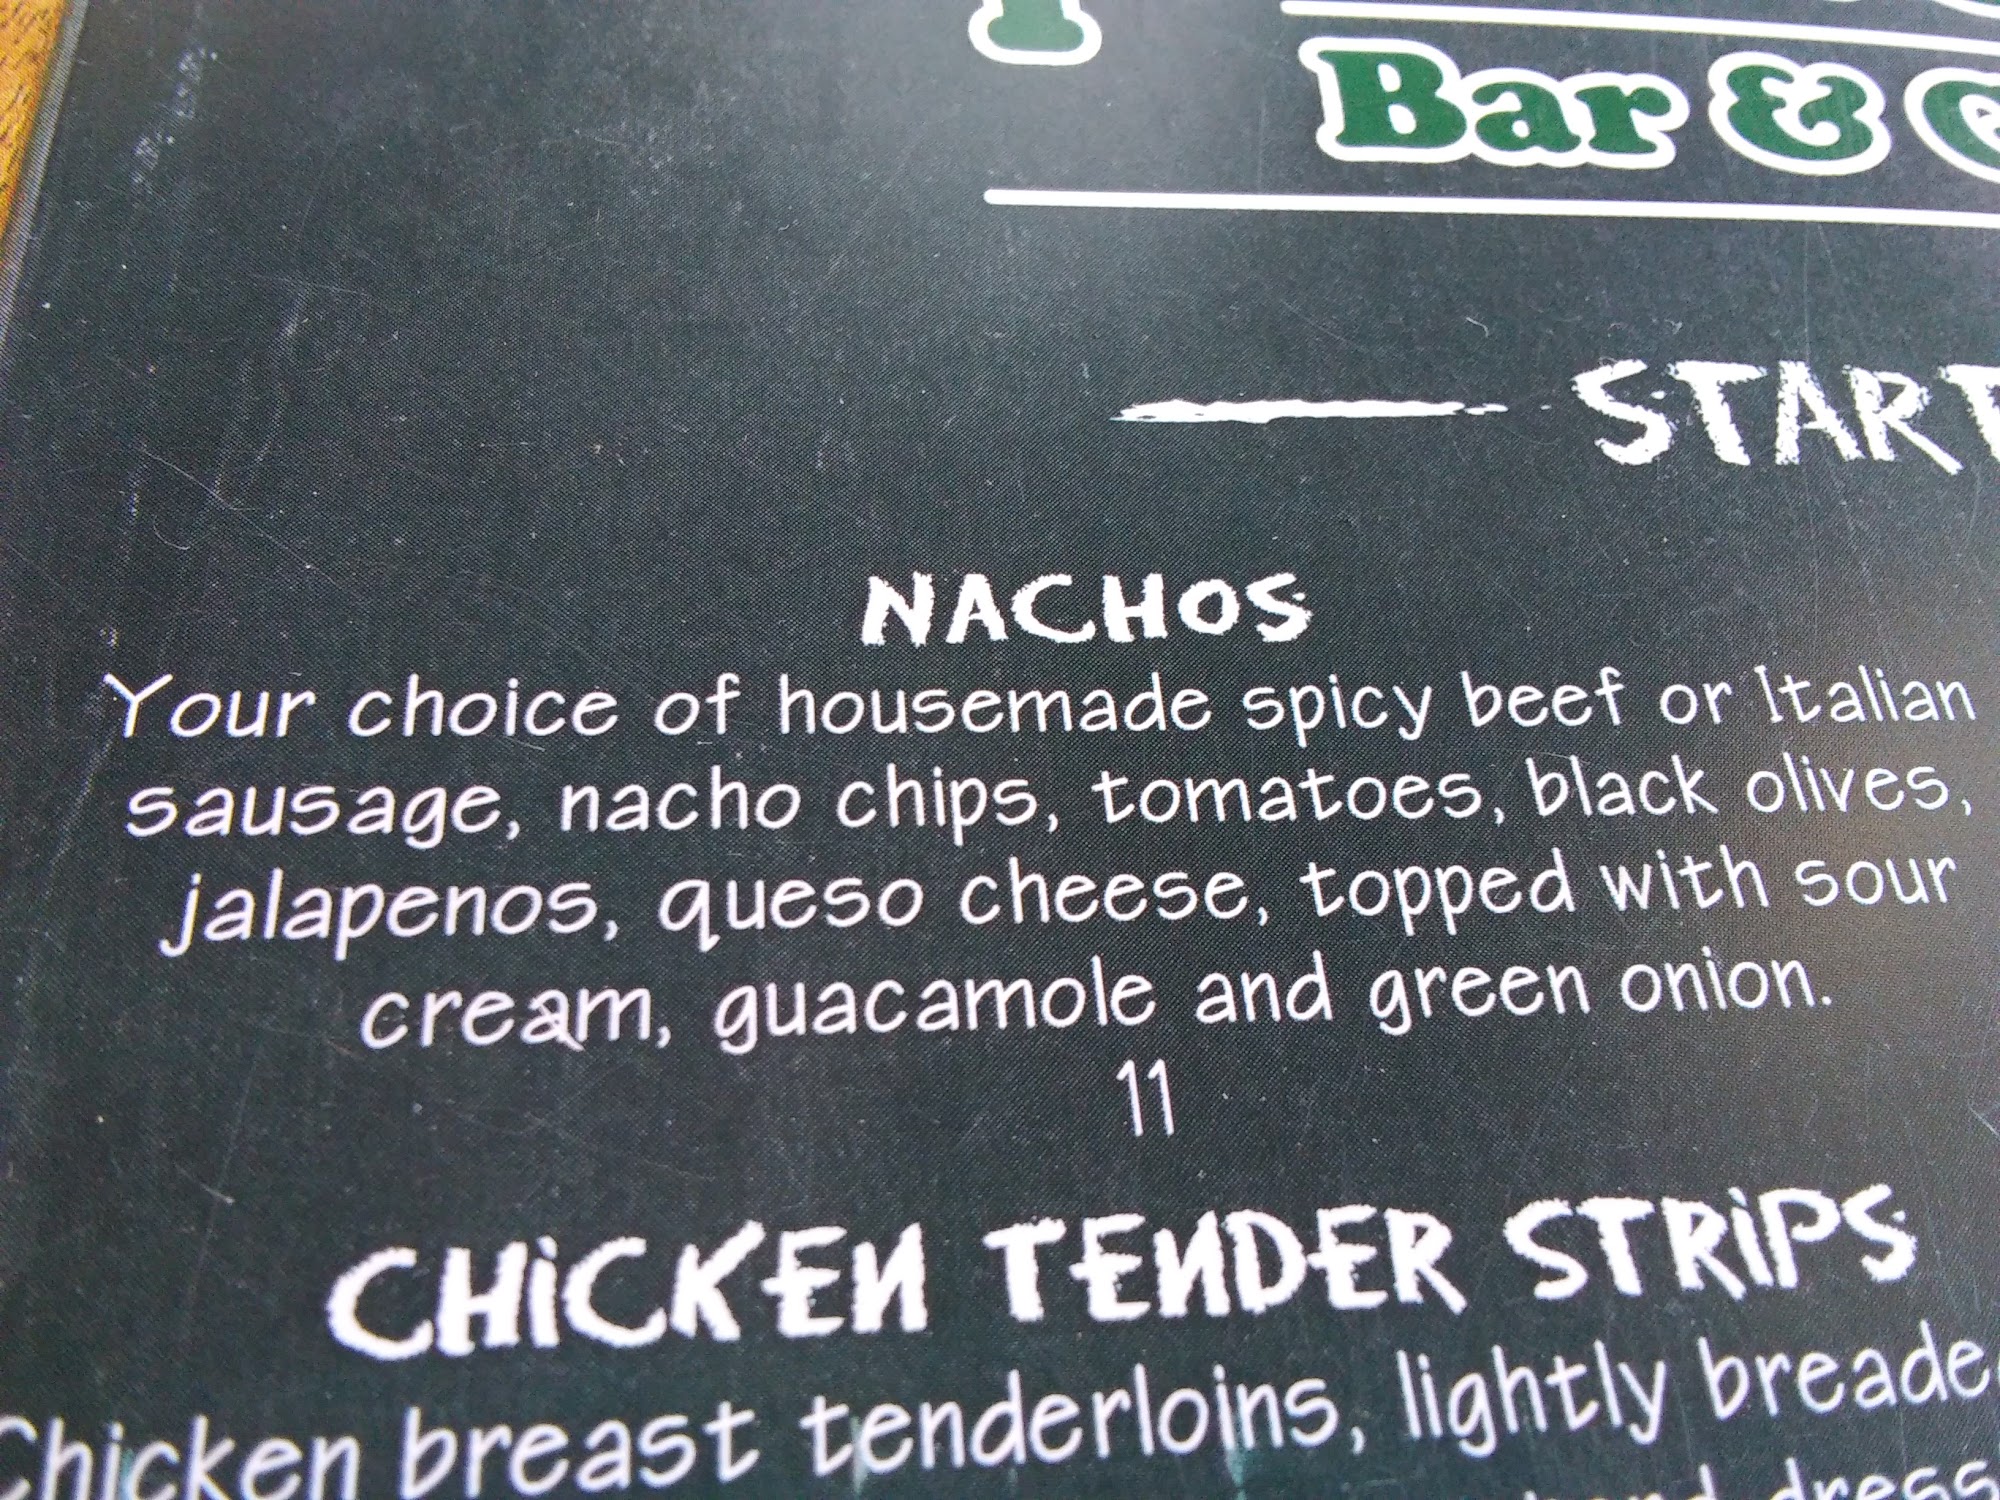 Bar &
START
NACHOS
Your choice of housemade spicy beef or Italian
sausage, nacho chips, tomatoes, black olives,
jalapenos, queso cheese, topped with sour
cream, guacamole and green onion.
11
CHiCKEN TENDER STRiPS
Chicken breast tenderloins, lightly breade